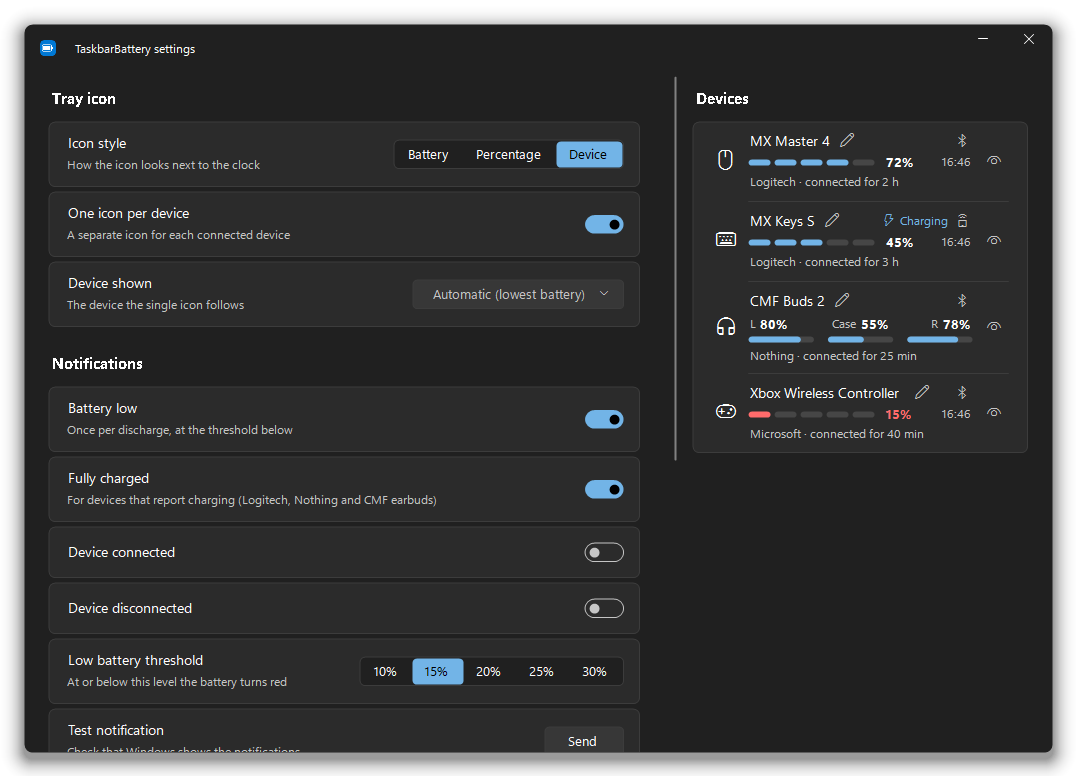 TaskbarBattery settings
Tray icon
Icon style
How the icon looks next to the clock
Battery Percentage Device
One icon per device
A separate icon for each connected device
Device shown
The device the single icon follows
Automatic (lowest battery)
Notifications
Battery low
Once per discharge, at the threshold below
Fully charged
For devices that report charging (Logitech, Nothing and CMF earbuds)
Device connected
Device disconnected
Low battery threshold
At or below this level the battery turns red
10% 15% 20% 25% 30%
Test notification
Check that Windows shows the notifications
Send
Devices
MX Master 4
72% 16:46
Logitech · connected for 2 h
MX Keys S Charging
45% 16:46
Logitech · connected for 3 h
CMF Buds 2
L 80% Case 55% R 78%
Nothing · connected for 25 min
Xbox Wireless Controller
15% 16:46
Microsoft · connected for 40 min